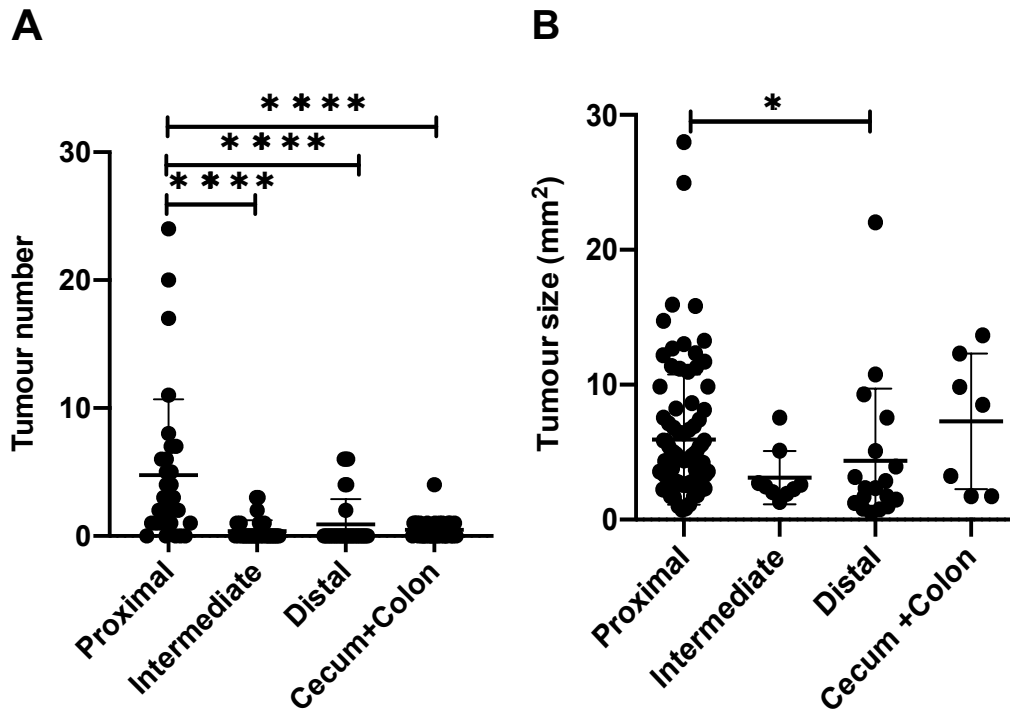 A
B
****
****
****
*
30
20
10
0
Tumour number
Proximal
Intermediate
Distal
Cecum+Colon
30
20
10
0
Tumour size (mm²)
Proximal
Intermediate
Distal
Cecum +Colon